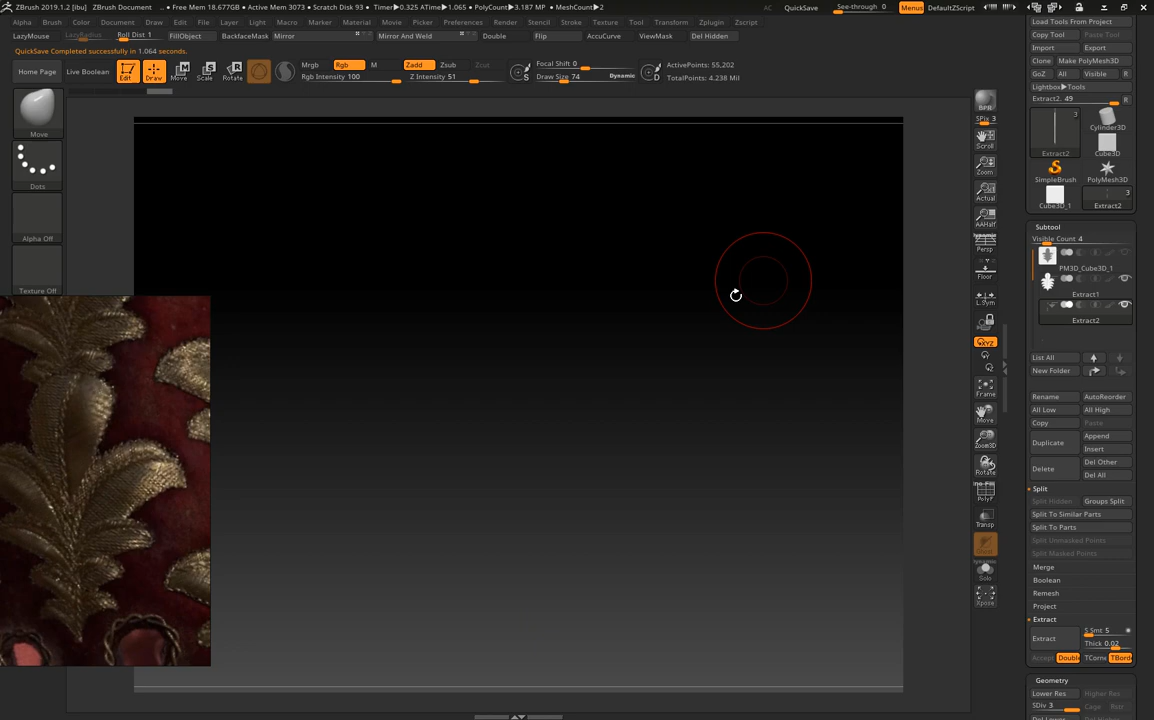 ZBrush 2019.1.2 [ibu] ZBrush Document .. • Free Mem 18.677GB • Active Mem 3073 • Scratch Disk 93 • Timer▶0.325 ATime▶1.065 • PolyCount▶3.187 MP • MeshCount▶2
AC QuickSave See-through 0 Menus DefaultZScript
Alpha Brush Color Document Draw Edit File Layer Light Macro Marker Material Movie Picker Preferences Render Stencil Stroke Texture Tool Transform Zplugin Zscript
LazyMouse LazyRadius Roll Dist 1 FillObject BackfaceMask Mirror Mirror And Weld Double Flip AccuCurve ViewMask Del Hidden
QuickSave Completed successfully in 1.064 seconds.
Home Page Live Boolean Edit Draw Move Scale Rotate
Mrgb Rgb M Zadd Zsub Zcut
Rgb Intensity 100 Z Intensity 51
Focal Shift 0
Draw Size 74 Dynamic
S D
ActivePoints: 55,202
TotalPoints: 4.238 Mil
Move
Dots
Alpha Off
Texture Off
BPR
SPix 3
Scroll
Zoom
Actual
AAHalf
Dynamic
Persp
Floor
L.Sym
XYZ
Frame
Move
Zoom3D
Rotate
Line Fill
PolyF
Transp
Dynamic
Solo
Xpose
Load Tools From Project
Copy Tool Paste Tool
Import Export
Clone Make PolyMesh3D
GoZ All Visible R
Lightbox▶Tools
Extract2. 49 R
3
Cylinder3D
Extract2 Cube3D
SimpleBrush PolyMesh3D
3
Cube3D_1 Extract2
Subtool
Visible Count 4
PM3D_Cube3D_1
Extract1
Extract2
List All
New Folder
Rename AutoReorder
All Low All High
Copy Paste
Duplicate Append
Insert
Delete Del Other
Del All
Split
Split Hidden Groups Split
Split To Similar Parts
Split To Parts
Split Unmasked Points
Split Masked Points
Merge
Boolean
Remesh
Project
Extract
Extract S Smt 5
Thick 0.02
Accept Doubl TCorne TBorde
Geometry
Lower Res Higher Res
SDiv 3 Cage Rstr